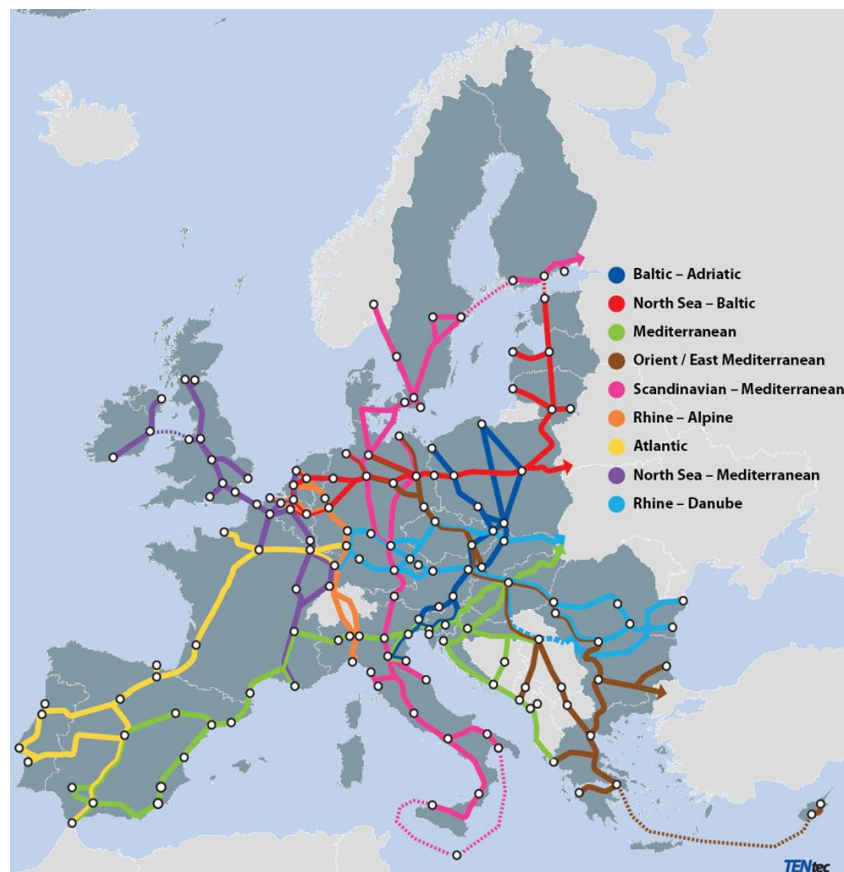 Baltic – Adriatic
North Sea – Baltic
Mediterranean
Orient / East Mediterranean
Scandinavian – Mediterranean
Rhine – Alpine
Atlantic
North Sea – Mediterranean
Rhine – Danube
TENtec